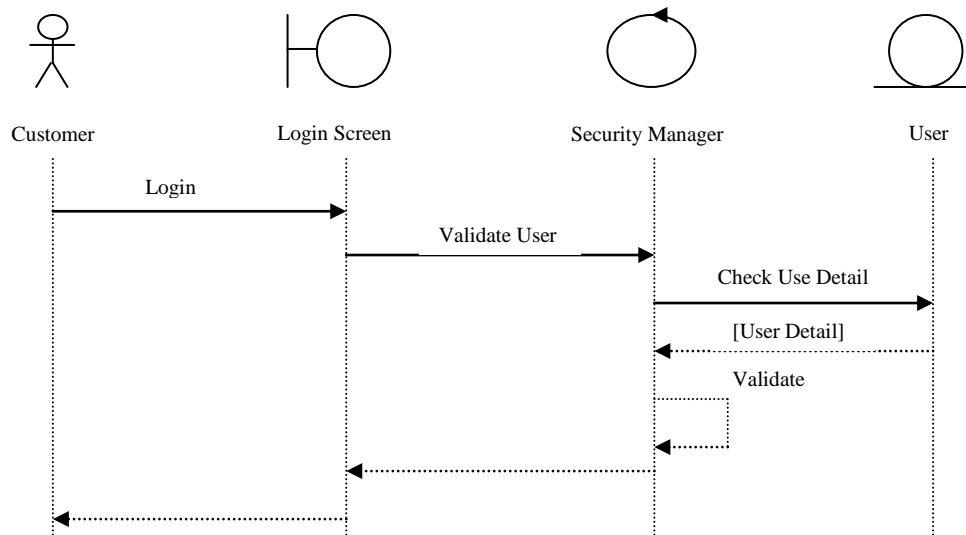 Customer
Login Screen
Security Manager
User
Login
Validate User
Check Use Detail
[User Detail]
Validate